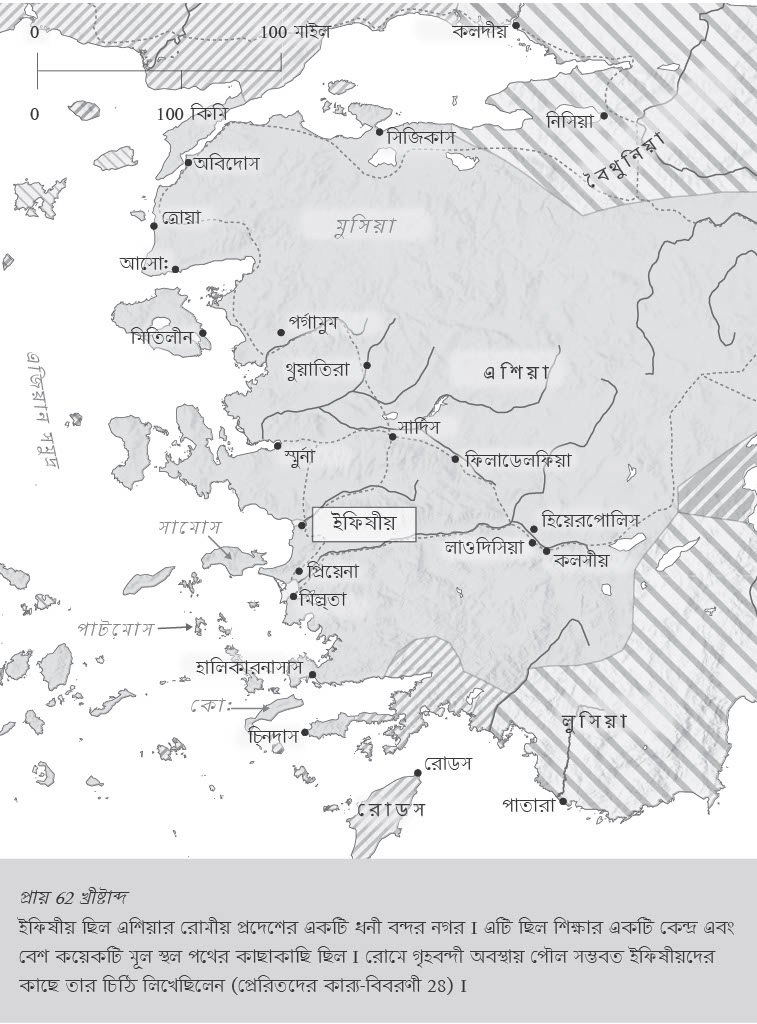 0 100 মাইল
কলদীয়
0 100 কিমি
সিজিকাস
নিসিয়া
বৈথুনিয়া
অবিদোস
ত্রোয়া
মুসিয়া
আসো:
মিতিলীন
পর্গামুম
থুয়াতিরা
এশিয়া
এজিয়ান সমুদ্র
সার্দিস
স্মুর্না
ফিলাডেলফিয়া
ইফিষীয়
হিয়েরপোলিস
সামোস
লাওদিসিয়া
কলসীয়
প্রিয়েনা
মিলুতা
পাটমোস
হালিকারনাসাস
কো:
লুসিয়া
চিনদাস
রোডস
পাতারা
রোডস
প্রায় 62 খ্রীষ্টাব্দ
ইফিষীয় ছিল এশিয়ার রোমীয় প্রদেশের একটি ধনী বন্দর নগর I এটি ছিল শিক্ষার একটি কেন্দ্র এবং
বেশ কয়েকটি মূল স্থল পথের কাছাকাছি ছিল I রোমে গৃহবন্দী অবস্থায় পৌল সম্ভবত ইফিষীয়দের
কাছে তার চিঠি লিখেছিলেন (প্রেরিতদের কার্য-বিবরণী 28) I